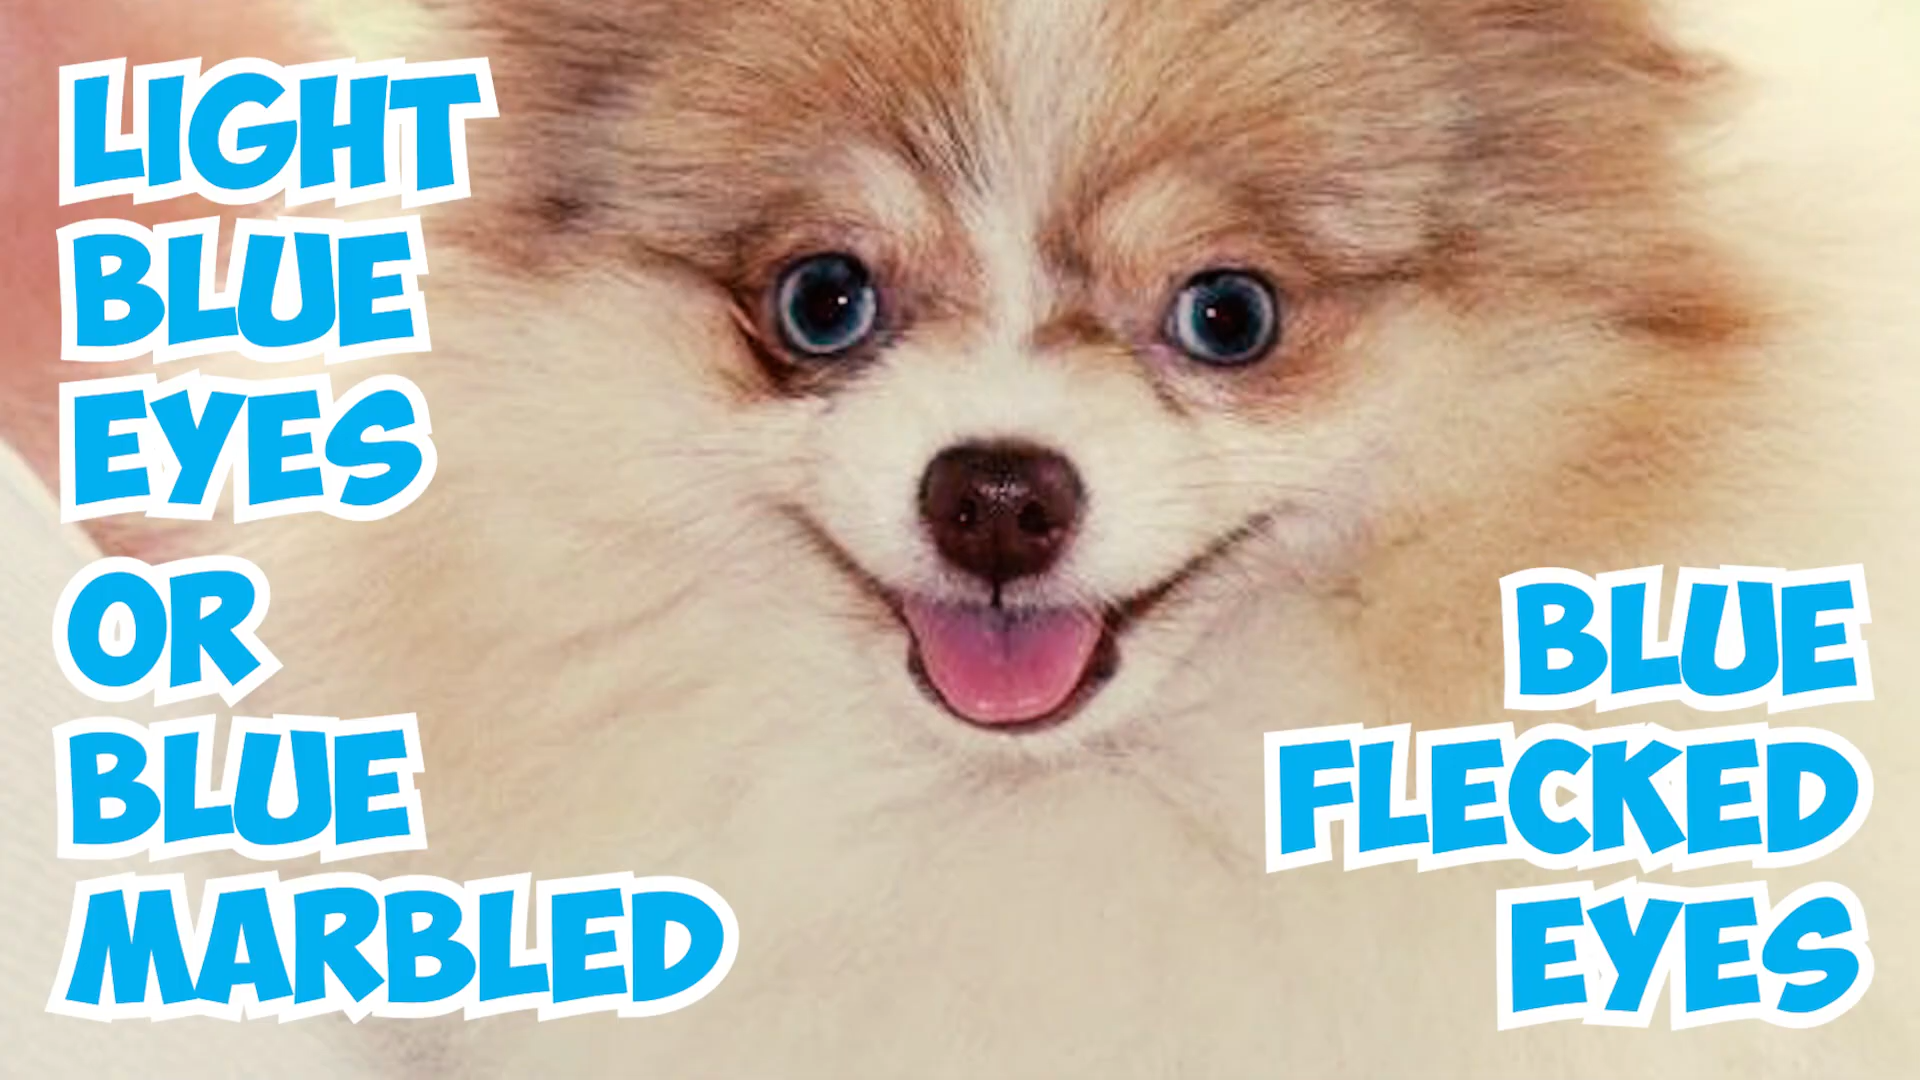 LIGHT
BLUE
EYES
OR
BLUE
MARBLED
BLUE
FLECKED
EYES